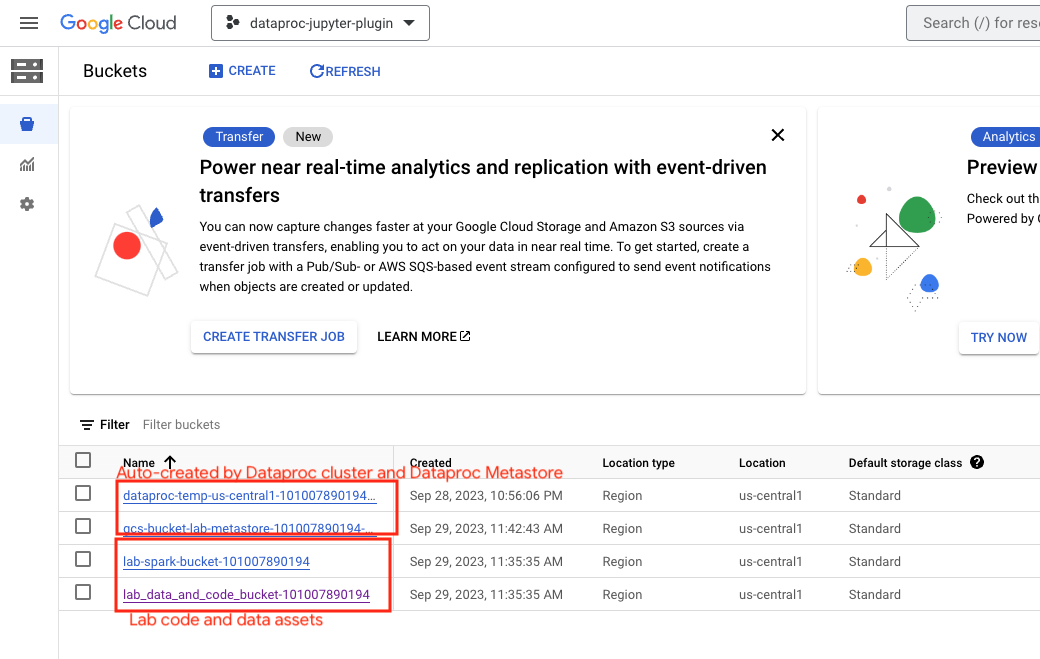 Google Cloud
dataproc-jupyter-plugin
Search (/) for res
Buckets
CREATE
REFRESH
Transfer
New
Power near real-time analytics and replication with event-driven
transfers
You can now capture changes faster at your Google Cloud Storage and Amazon S3 sources via
event-driven transfers, enabling you to act on your data in near real time. To get started, create a
transfer job with a Pub/Sub- or AWS SQS-based event stream configured to send event notifications
when objects are created or updated.
CREATE TRANSFER JOB
LEARN MORE
Analytics
Preview
Check out th
Powered by
TRY NOW
Filter
Filter buckets
Name
Created
Location type
Location
Default storage class
Auto-created by Dataproc cluster and Dataproc Metastore
dataproc-temp-us-central1-101007890194...
Sep 28, 2023, 10:56:06 PM
Region
us-central1
Standard
gcs-bucket-lab-metastore-101007890194-...
Sep 29, 2023, 11:42:43 AM
Region
us-central1
Standard
lab-spark-bucket-101007890194
Sep 29, 2023, 11:35:35 AM
Region
us-central1
Standard
lab_data_and_code_bucket-101007890194
Sep 29, 2023, 11:35:35 AM
Region
us-central1
Standard
Lab code and data assets